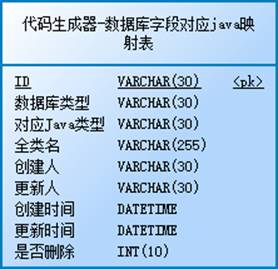 代码生成器-数据库字段对应java映
射表
ID VARCHAR(30) <pk>
数据库类型 VARCHAR(30)
对应Java类型 VARCHAR(30)
全类名 VARCHAR(255)
创建人 VARCHAR(30)
更新人 VARCHAR(30)
创建时间 DATETIME
更新时间 DATETIME
是否删除 INT(10)